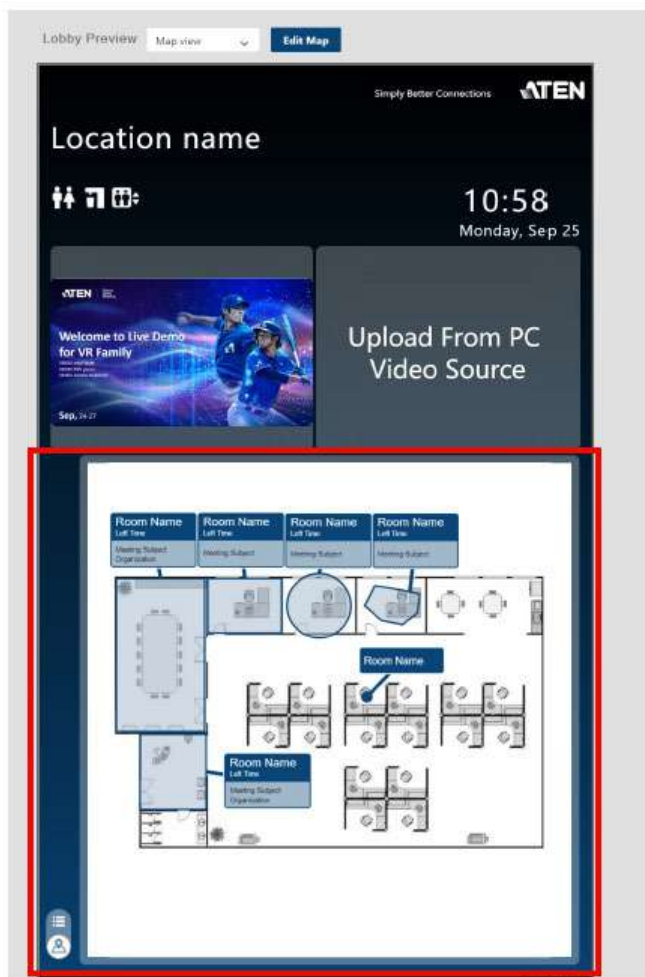 Lobby Preview Map view Edit Map
Simply Better Connections ATEN
Location name
10:58
Monday, Sep 25
ATEN
Welcome to Live Demo
for VR Family
Sep, 24-27
Upload From PC
Video Source
Room Name
Left Time
Meeting Subject
Organization
Room Name
Left Time
Meeting Subject
Room Name
Left Time
Meeting Subject
Room Name
Left Time
Meeting Subject
Room Name
Room Name
Left Time
Meeting Subject
Organization